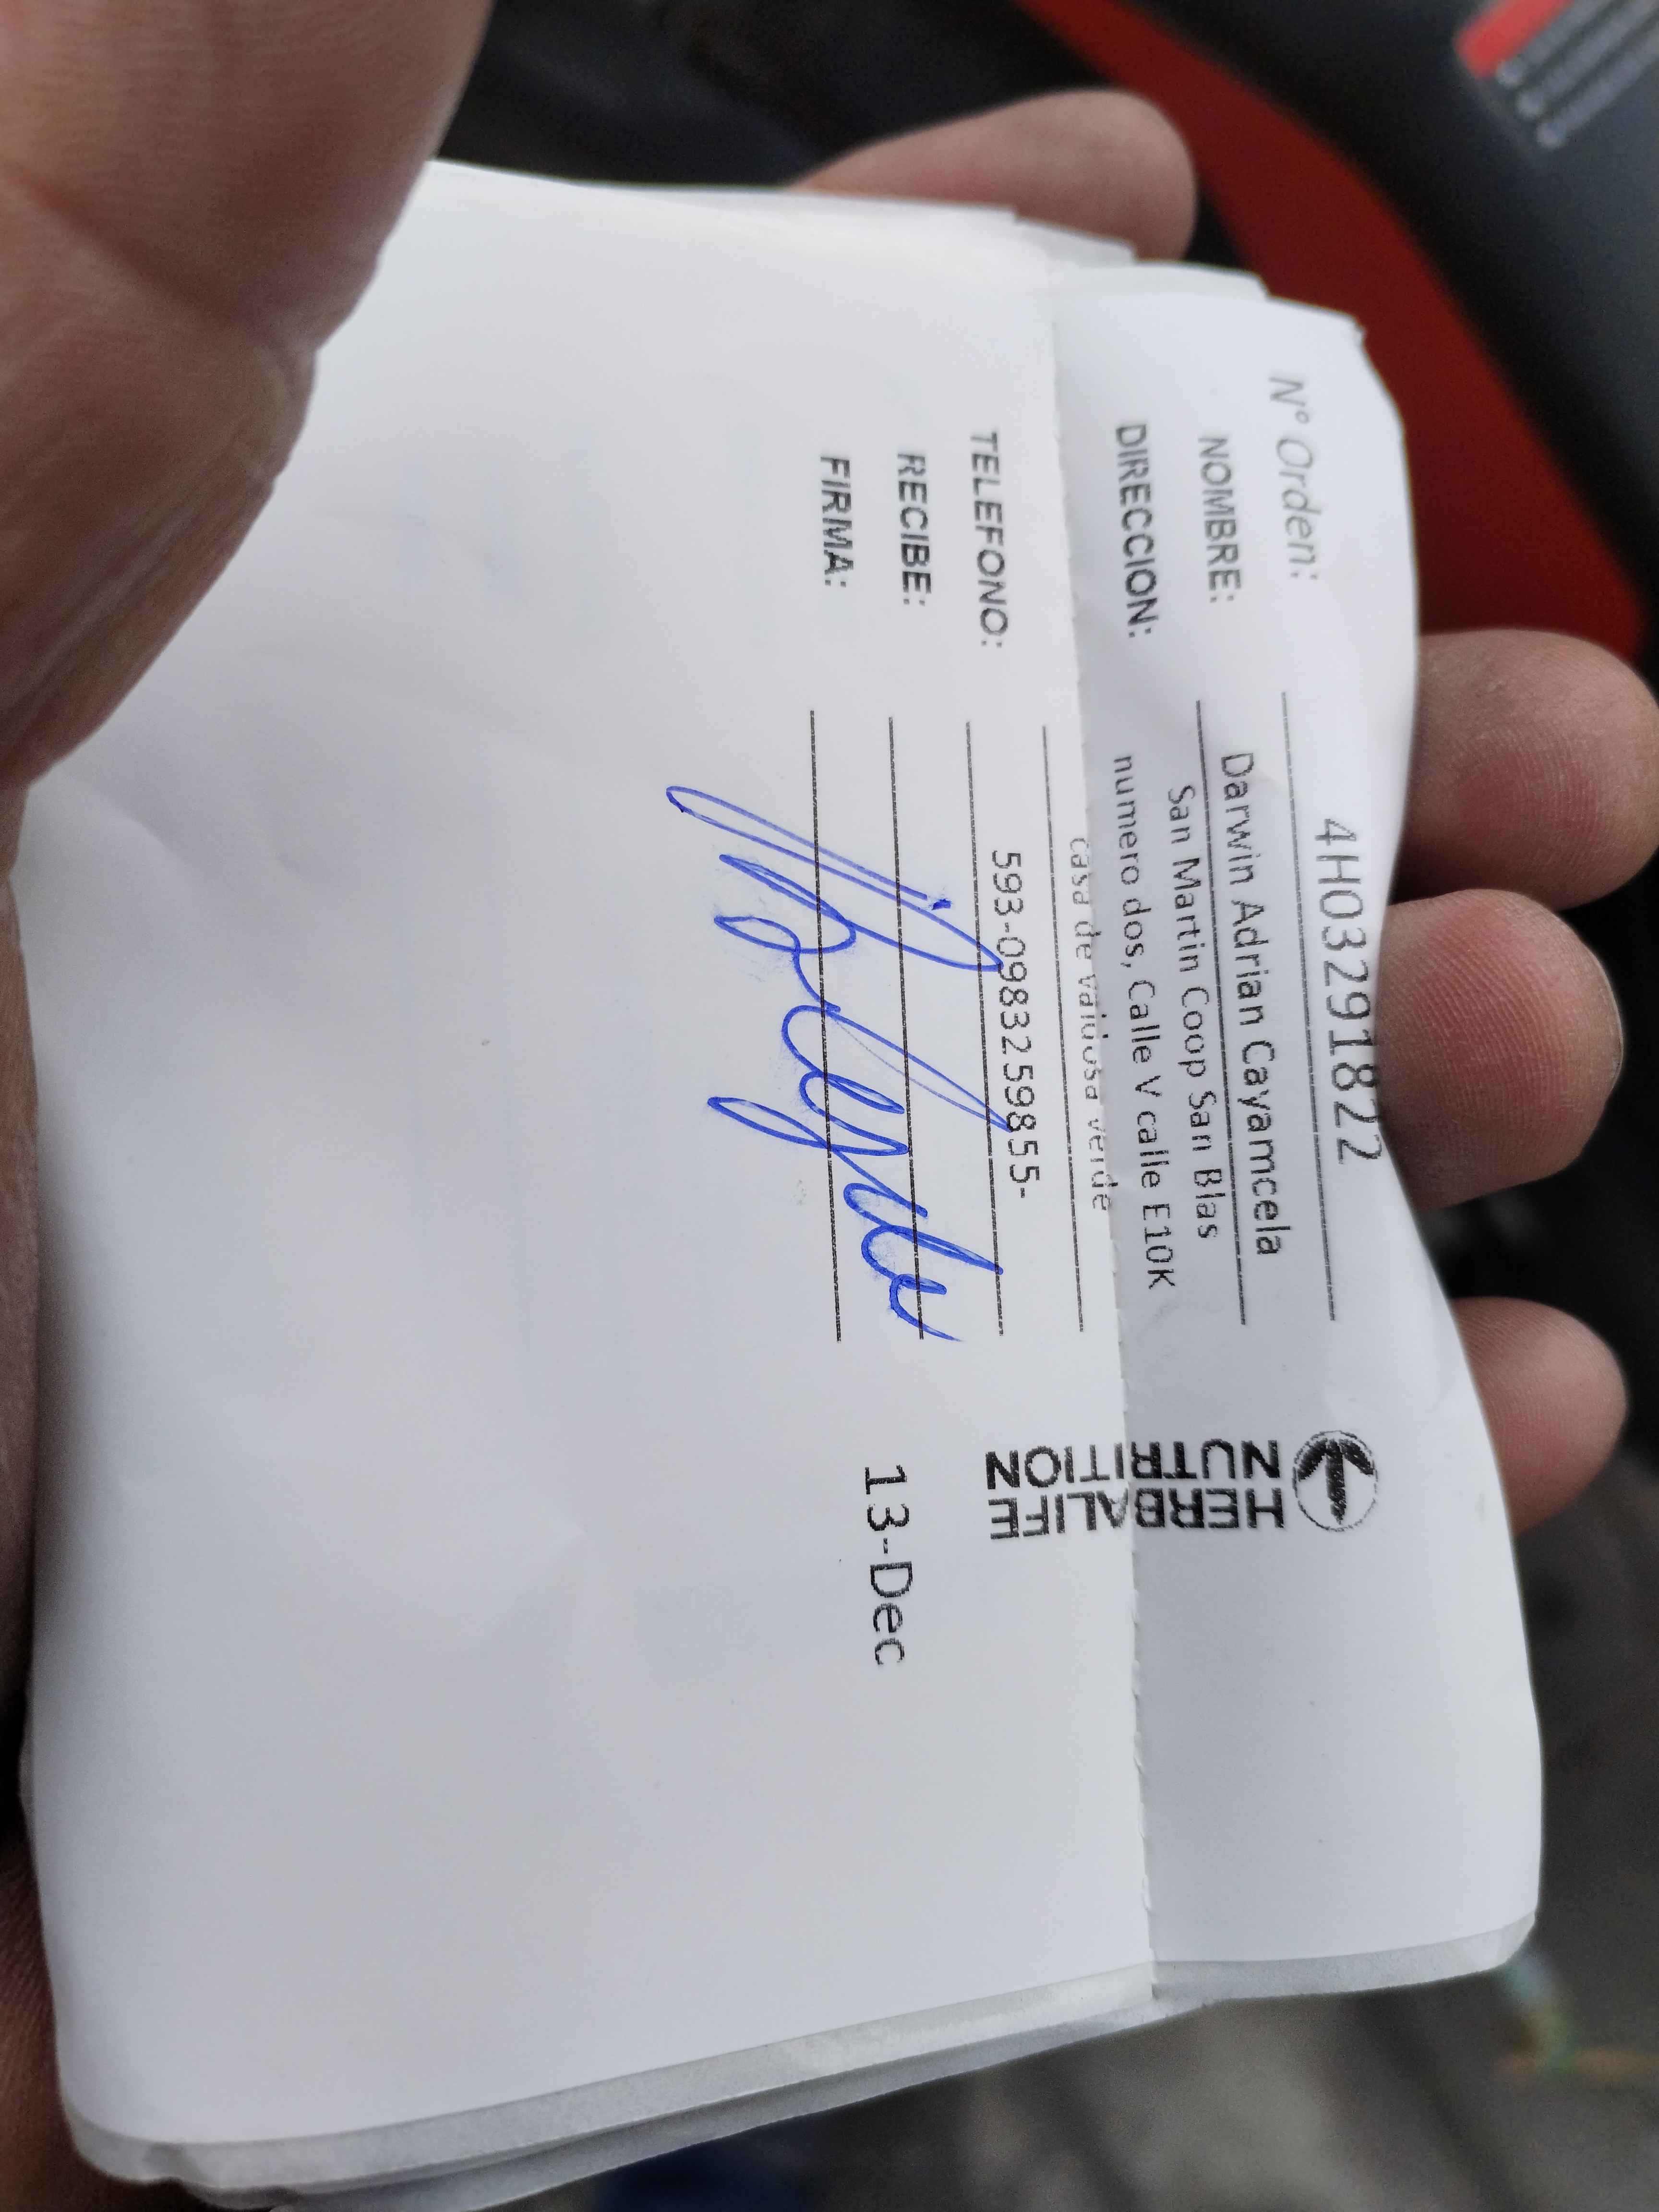 N° Orden: 4H03291822
NOMBRE: Darwin Adrian Cayamcela
San Martin Coop San Blas
DIRECCION: numero dos, Calle V calle E10K
casa de valdosa verde
TELEFONO: 593-0983259855-
RECIBE:
FIRMA:
HERBALIFE
NUTRITION
13-Dec